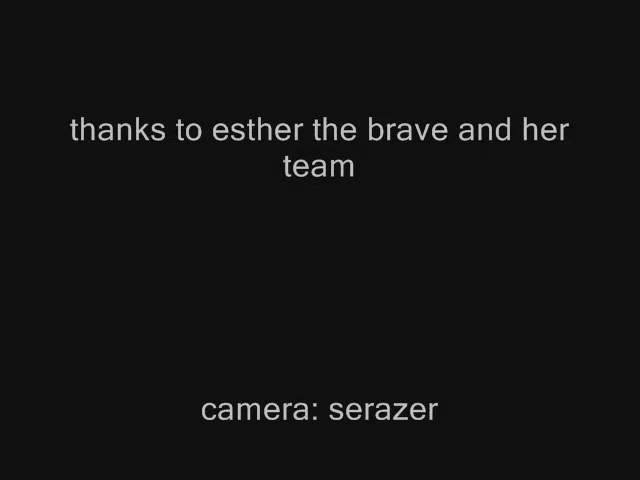 thanks to esther the brave and her
team
camera: serazer